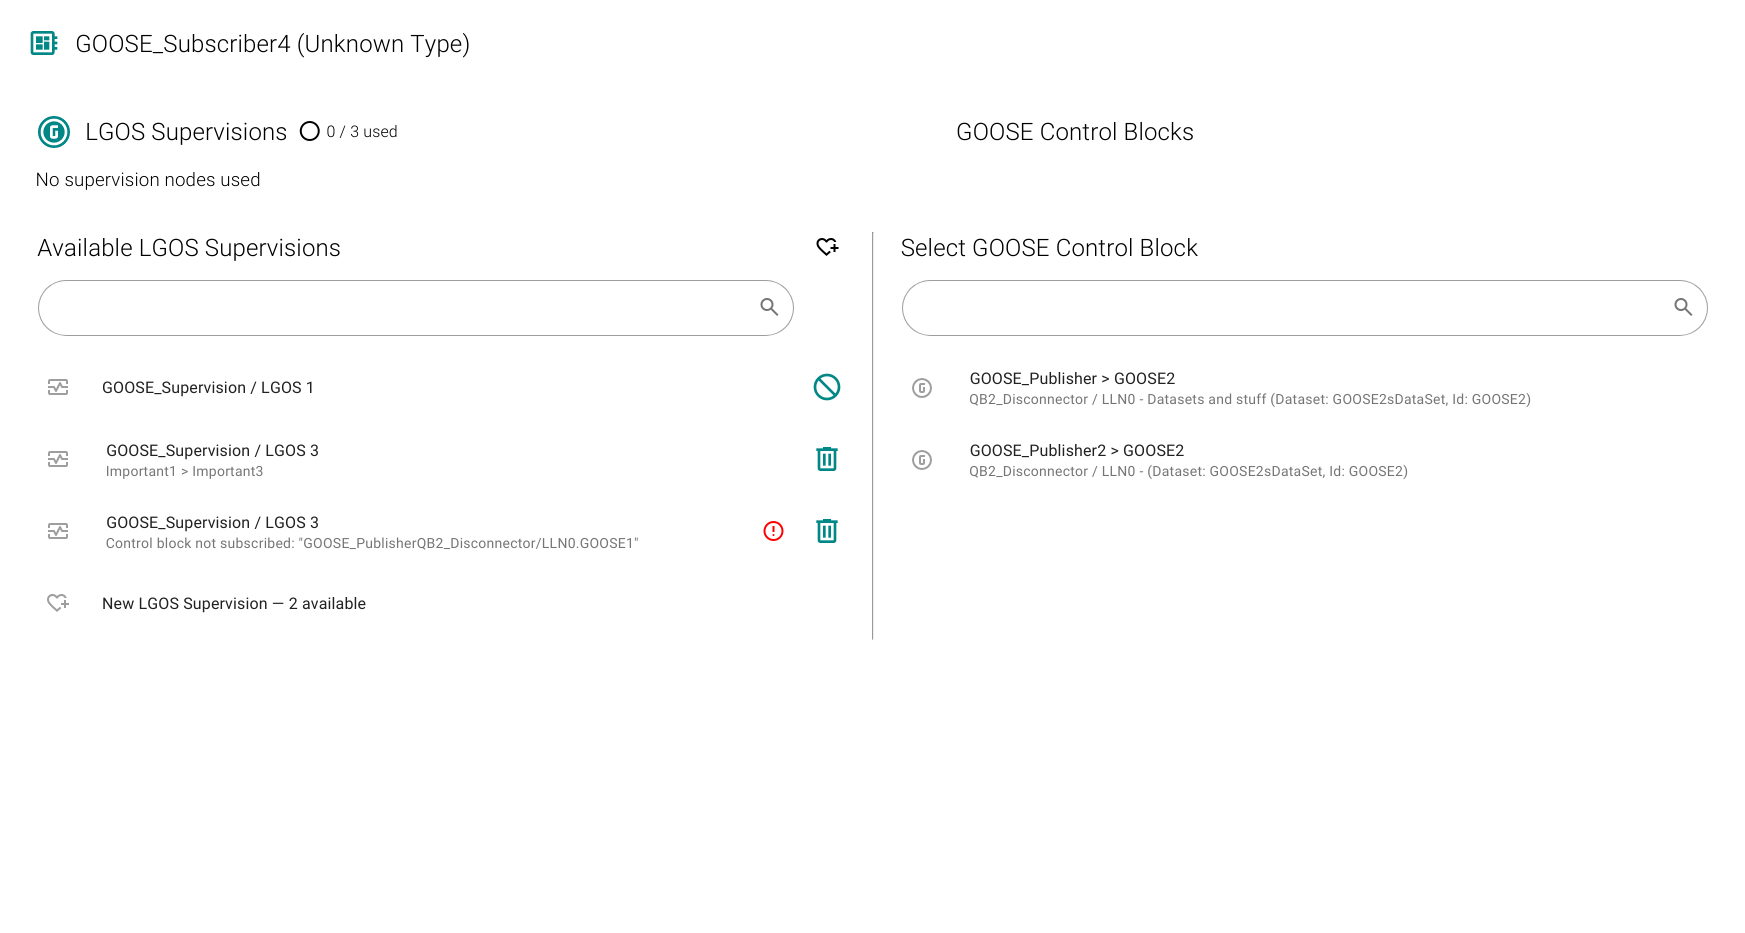 GOOSE_Subscriber4 (Unknown Type)
LGOS Supervisions 0 / 3 used
GOOSE Control Blocks
No supervision nodes used
Available LGOS Supervisions
GOOSE_Supervision / LGOS 1
GOOSE_Supervision / LGOS 3
Important1 > Important3
GOOSE_Supervision / LGOS 3
Control block not subscribed: "GOOSE_PublisherQB2_Disconnector/LLN0.GOOSE1"
New LGOS Supervision — 2 available
Select GOOSE Control Block
GOOSE_Publisher > GOOSE2
QB2_Disconnector / LLN0 - Datasets and stuff (Dataset: GOOSE2sDataSet, Id: GOOSE2)
GOOSE_Publisher2 > GOOSE2
QB2_Disconnector / LLN0 - (Dataset: GOOSE2sDataSet, Id: GOOSE2)